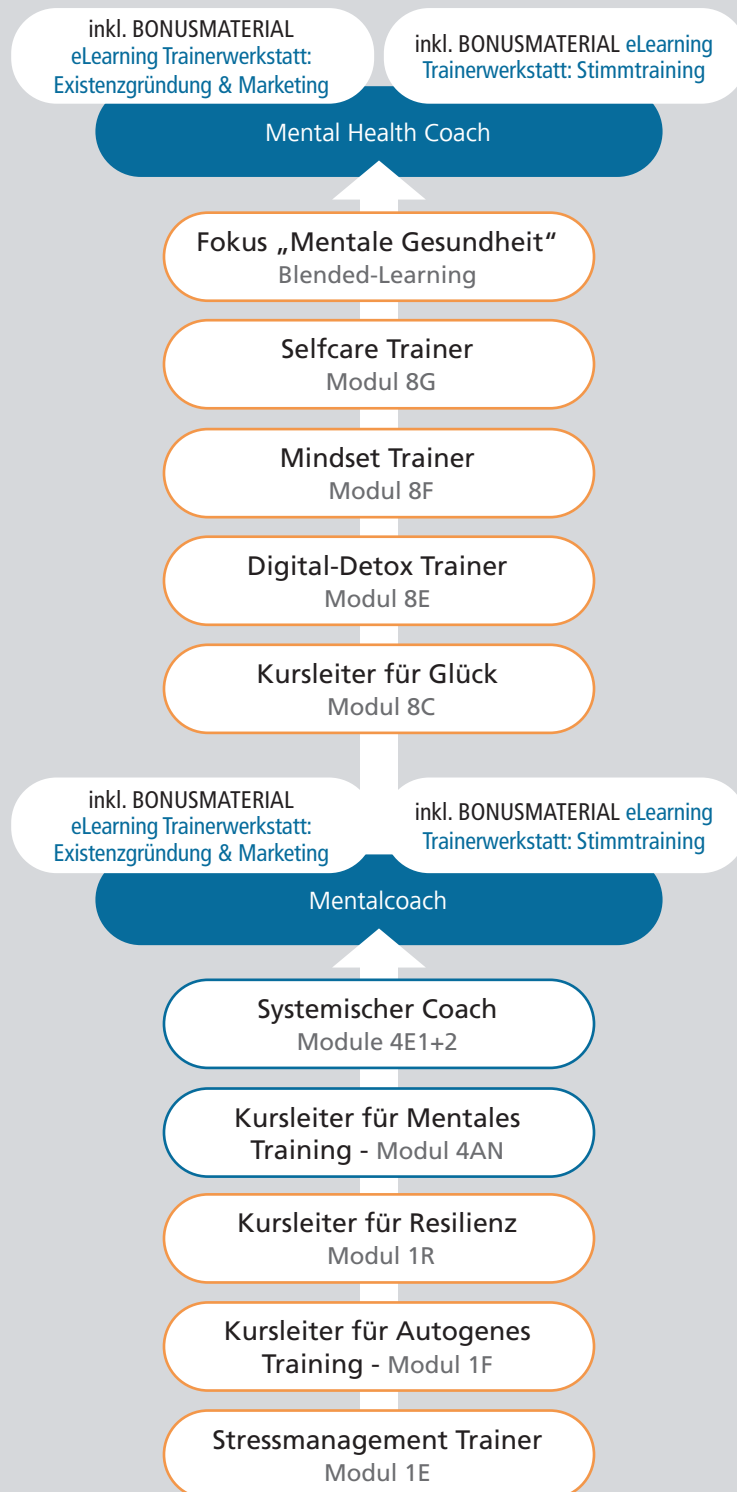 inkl. BONUSMATERIAL
eLearning Trainerwerkstatt:
Existenzgründung & Marketing
inkl. BONUSMATERIAL eLearning
Trainerwerkstatt: Stimmtraining
Mental Health Coach
Fokus „Mentale Gesundheit“
Blended-Learning
Selfcare Trainer
Modul 8G
Mindset Trainer
Modul 8F
Digital-Detox Trainer
Modul 8E
Kursleiter für Glück
Modul 8C
inkl. BONUSMATERIAL
eLearning Trainerwerkstatt:
Existenzgründung & Marketing
inkl. BONUSMATERIAL eLearning
Trainerwerkstatt: Stimmtraining
Mentalcoach
Systemischer Coach
Module 4E1+2
Kursleiter für Mentales
Training - Modul 4AN
Kursleiter für Resilienz
Modul 1R
Kursleiter für Autogenes
Training - Modul 1F
Stressmanagement Trainer
Modul 1E